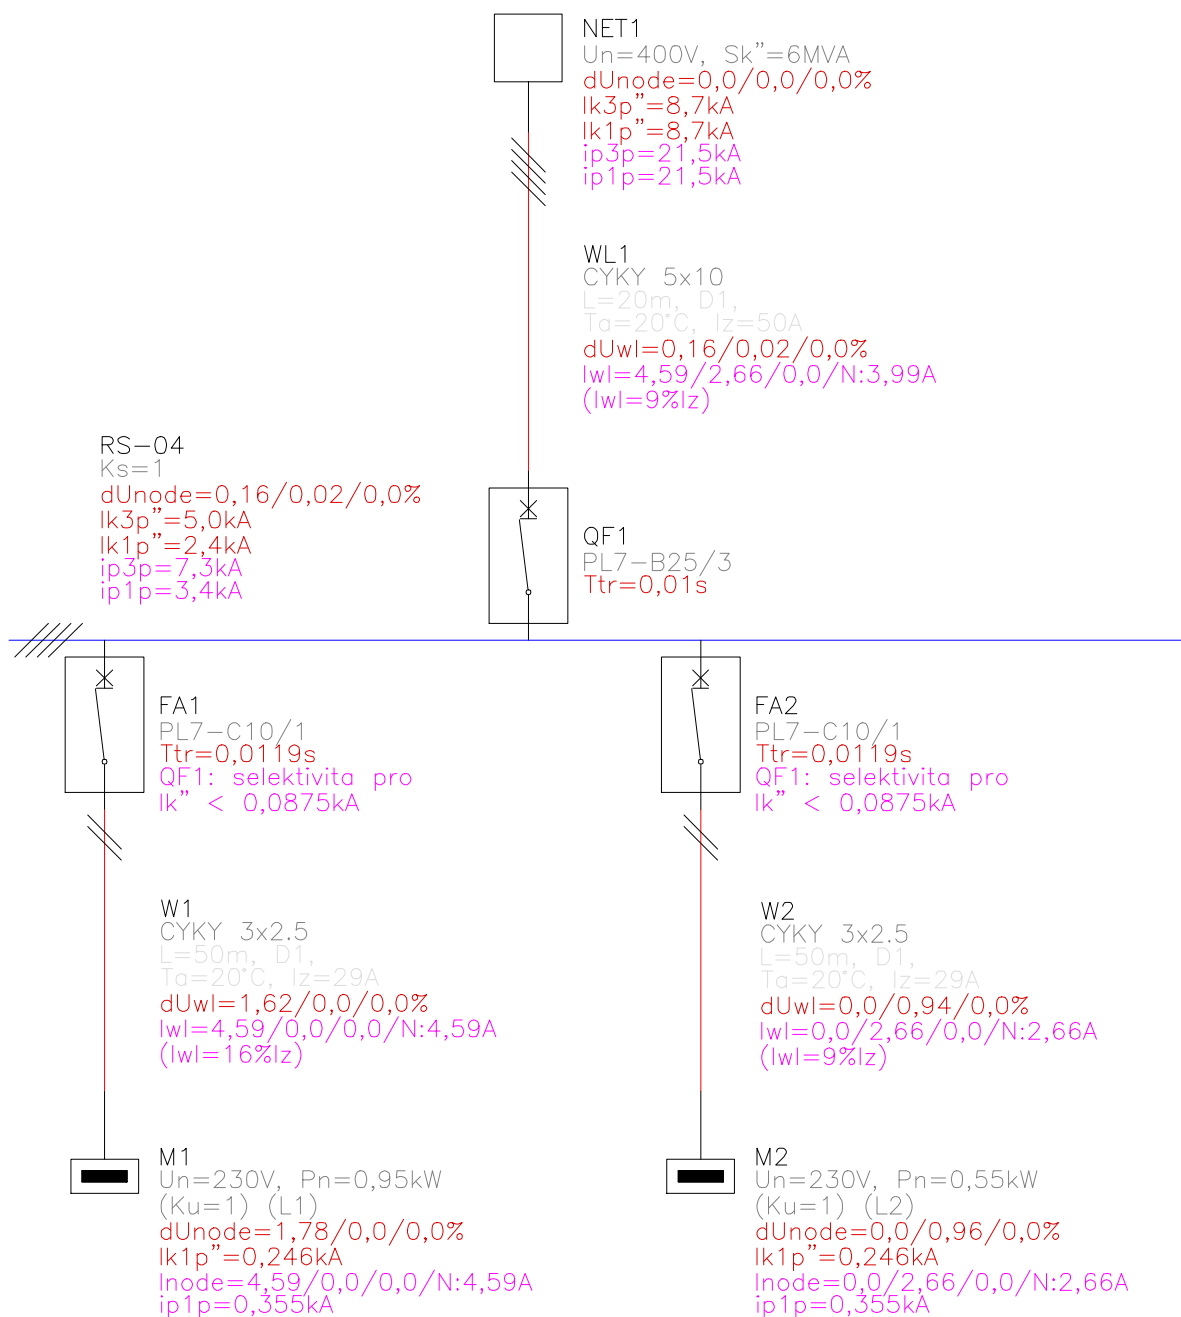 NET1
Un=400V, Sk"=6MVA
dUnode=0,0/0,0/0,0%
Ik3p"=8,7kA
Ik1p"=8,7kA
ip3p=21,5kA
ip1p=21,5kA
WL1
CYKY 5x10
L=20m, D1,
Ta=20°C, Iz=50A
dUwl=0,16/0,02/0,0%
Iwl=4,59/2,66/0,0/N:3,99A
(Iwl=9%Iz)
RS-04
Ks=1
dUnode=0,16/0,02/0,0%
Ik3p"=5,0kA
Ik1p"=2,4kA
ip3p=7,3kA
ip1p=3,4kA
QF1
PL7-B25/3
Ttr=0,01s
FA1
PL7-C10/1
Ttr=0,0119s
QF1: selektivita pro
Ik" < 0,0875kA
FA2
PL7-C10/1
Ttr=0,0119s
QF1: selektivita pro
Ik" < 0,0875kA
W1
CYKY 3x2.5
L=50m, D1,
Ta=20°C, Iz=29A
dUwl=1,62/0,0/0,0%
Iwl=4,59/0,0/0,0/N:4,59A
(Iwl=16%Iz)
W2
CYKY 3x2.5
L=50m, D1,
Ta=20°C, Iz=29A
dUwl=0,0/0,94/0,0%
Iwl=0,0/2,66/0,0/N:2,66A
(Iwl=9%Iz)
M1
Un=230V, Pn=0,95kW
(Ku=1) (L1)
dUnode=1,78/0,0/0,0%
Ik1p"=0,246kA
Inode=4,59/0,0/0,0/N:4,59A
ip1p=0,355kA
M2
Un=230V, Pn=0,55kW
(Ku=1) (L2)
dUnode=0,0/0,96/0,0%
Ik1p"=0,246kA
Inode=0,0/2,66/0,0/N:2,66A
ip1p=0,355kA